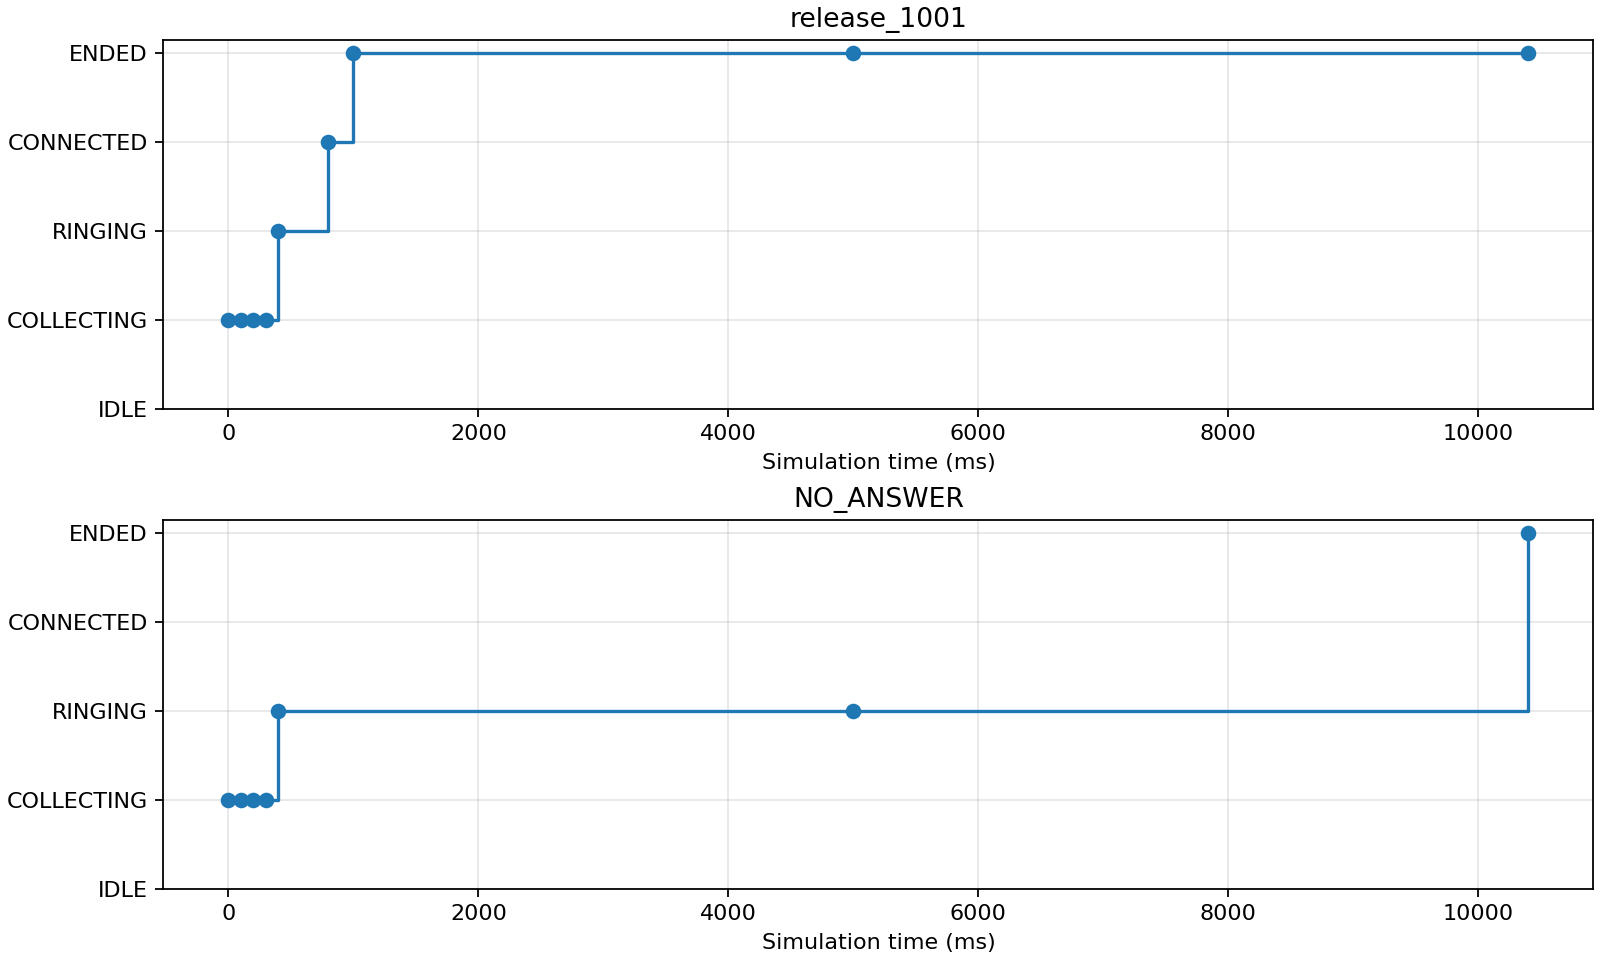 release_1001
ENDED
CONNECTED
RINGING
COLLECTING
IDLE
0 2000 4000 6000 8000 10000
Simulation time (ms)
NO_ANSWER
ENDED
CONNECTED
RINGING
COLLECTING
IDLE
0 2000 4000 6000 8000 10000
Simulation time (ms)